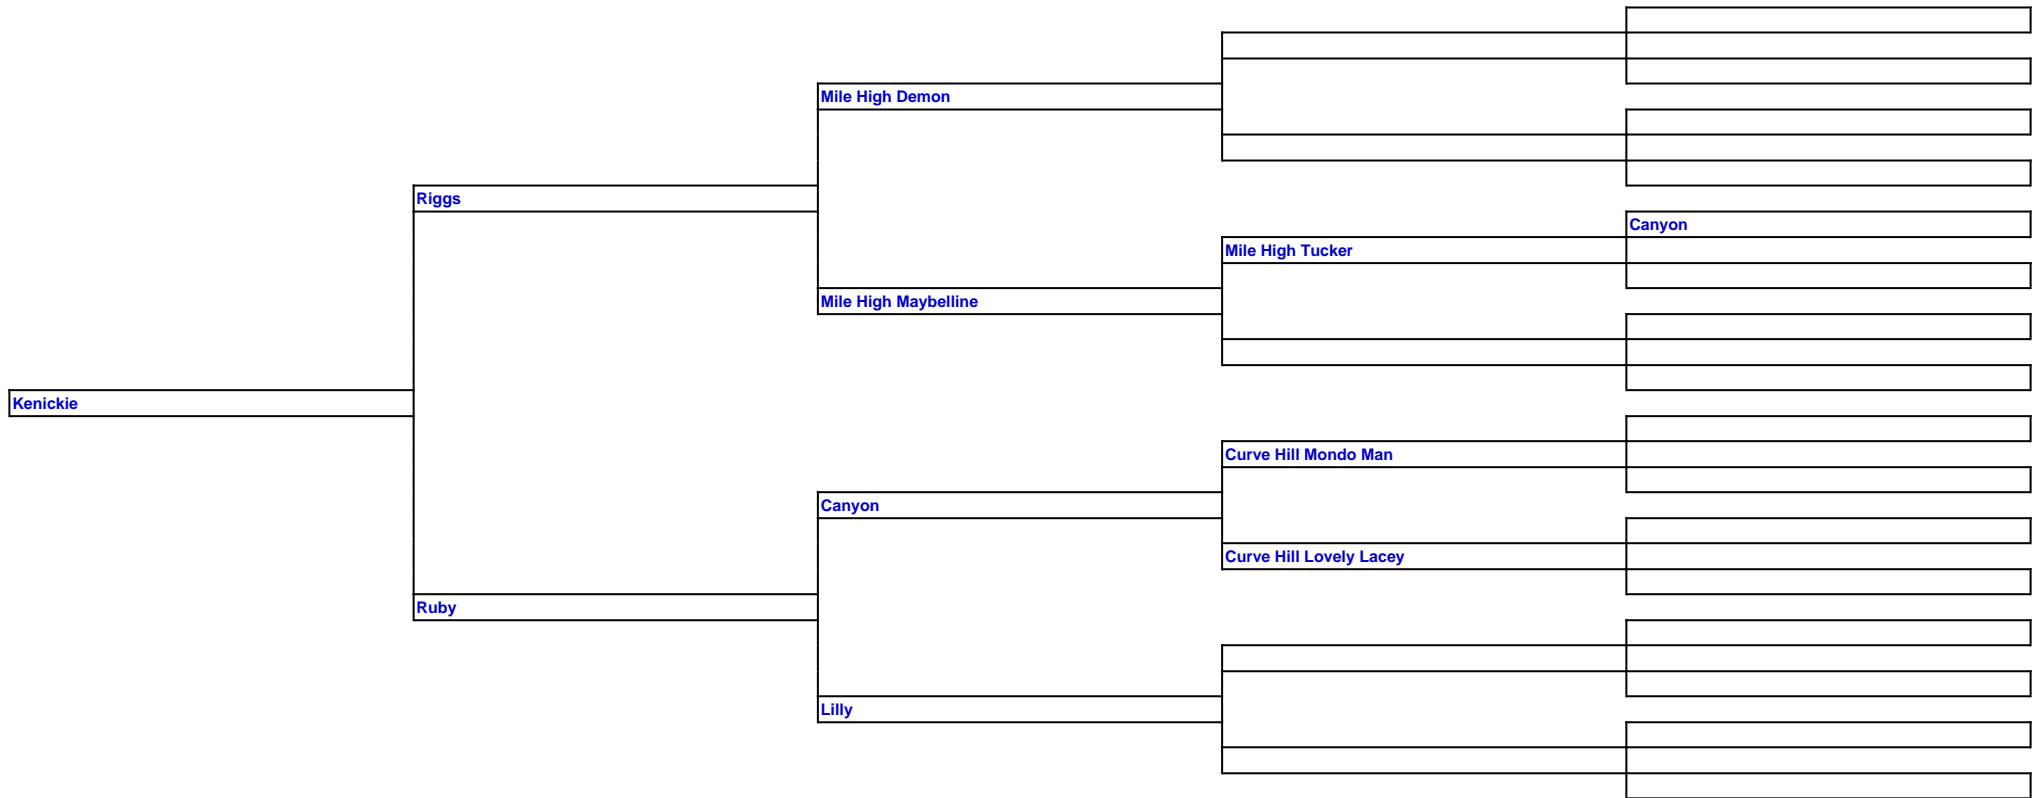 Mile High Demon
Riggs
Canyon
Mile High Tucker
Mile High Maybelline
Kenickie
Curve Hill Mondo Man
Canyon
Curve Hill Lovely Lacey
Ruby
Lilly